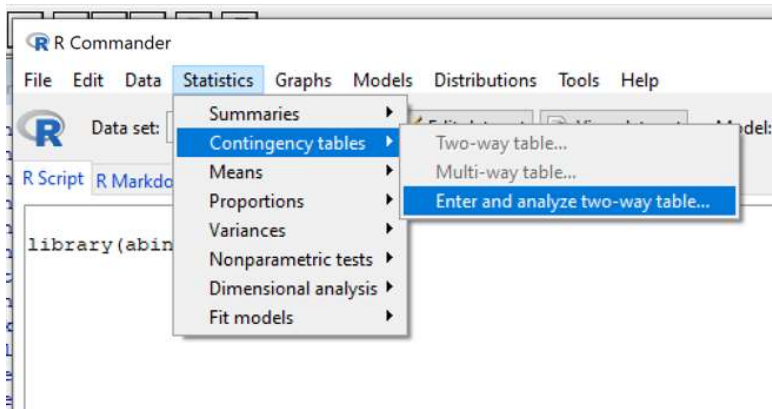 R R Commander
File Edit Data Statistics Graphs Models Distributions Tools Help
R Data set: Model:
Summaries
Contingency tables
Two-way table...
Multi-way table...
Enter and analyze two-way table...
Means
Proportions
Variances
Nonparametric tests
Dimensional analysis
Fit models
R Script R Markdo
library(abin